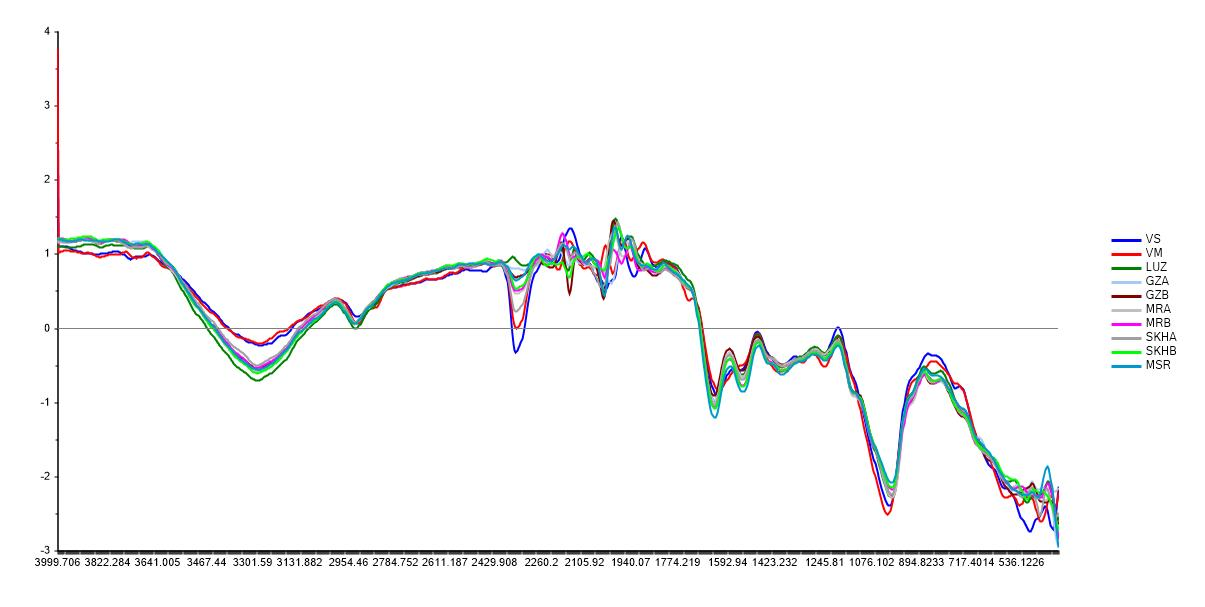 4
3
2
1
0
-1
-2
-3
3999.706 3822.284 3641.005 3467.44 3301.59 3131.882 2954.46 2784.752 2611.187 2429.908 2260.2 2105.92 1940.07 1774.219 1592.94 1423.232 1245.81 1076.102 894.8233 717.4014 536.1226
VS
VM
LUZ
GZA
GZB
MRA
MRB
SKHA
SKHB
MSR